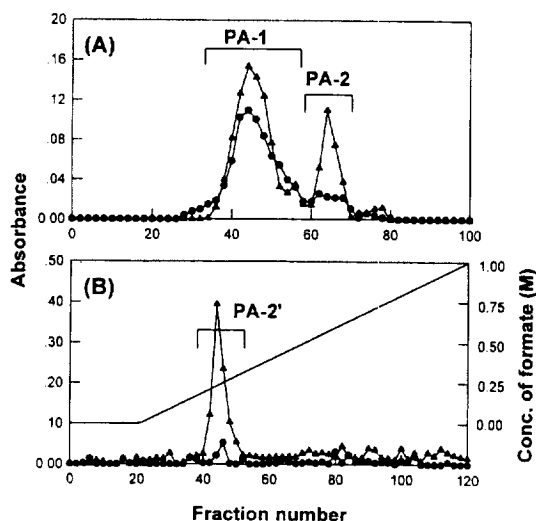 .20
(A)
PA-1
.16
PA-2
.12
.08
.04
0.00
0 20 40 60 80 100
Absorbance
.50
(B)
1.00
.40
PA-2'
0.75
.30
0.50
.20
0.25
.10
0.00
0.00
0 20 40 60 80 100 120
Conc. of formate (M)
Fraction number